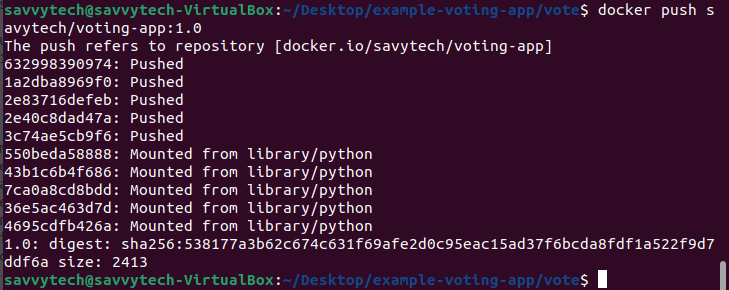 savvytech@savvytech-VirtualBox:~/Desktop/example-voting-app/vote$ docker push s
avytech/voting-app:1.0
The push refers to repository [docker.io/savytech/voting-app]
632998390974: Pushed
1a2dba8969f0: Pushed
2e83716defeb: Pushed
2e40c8dad47a: Pushed
3c74ae5cb9f6: Pushed
550beda58888: Mounted from library/python
43b1c6b4f686: Mounted from library/python
7ca0a8cd8bdd: Mounted from library/python
36e5ac463d7d: Mounted from library/python
4695cdfb426a: Mounted from library/python
1.0: digest: sha256:538177a3b62c674c631f69afe2d0c95eac15ad37f6bcda8fdf1a522f9d7
ddf6a size: 2413
savvytech@savvytech-VirtualBox:~/Desktop/example-voting-app/vote$